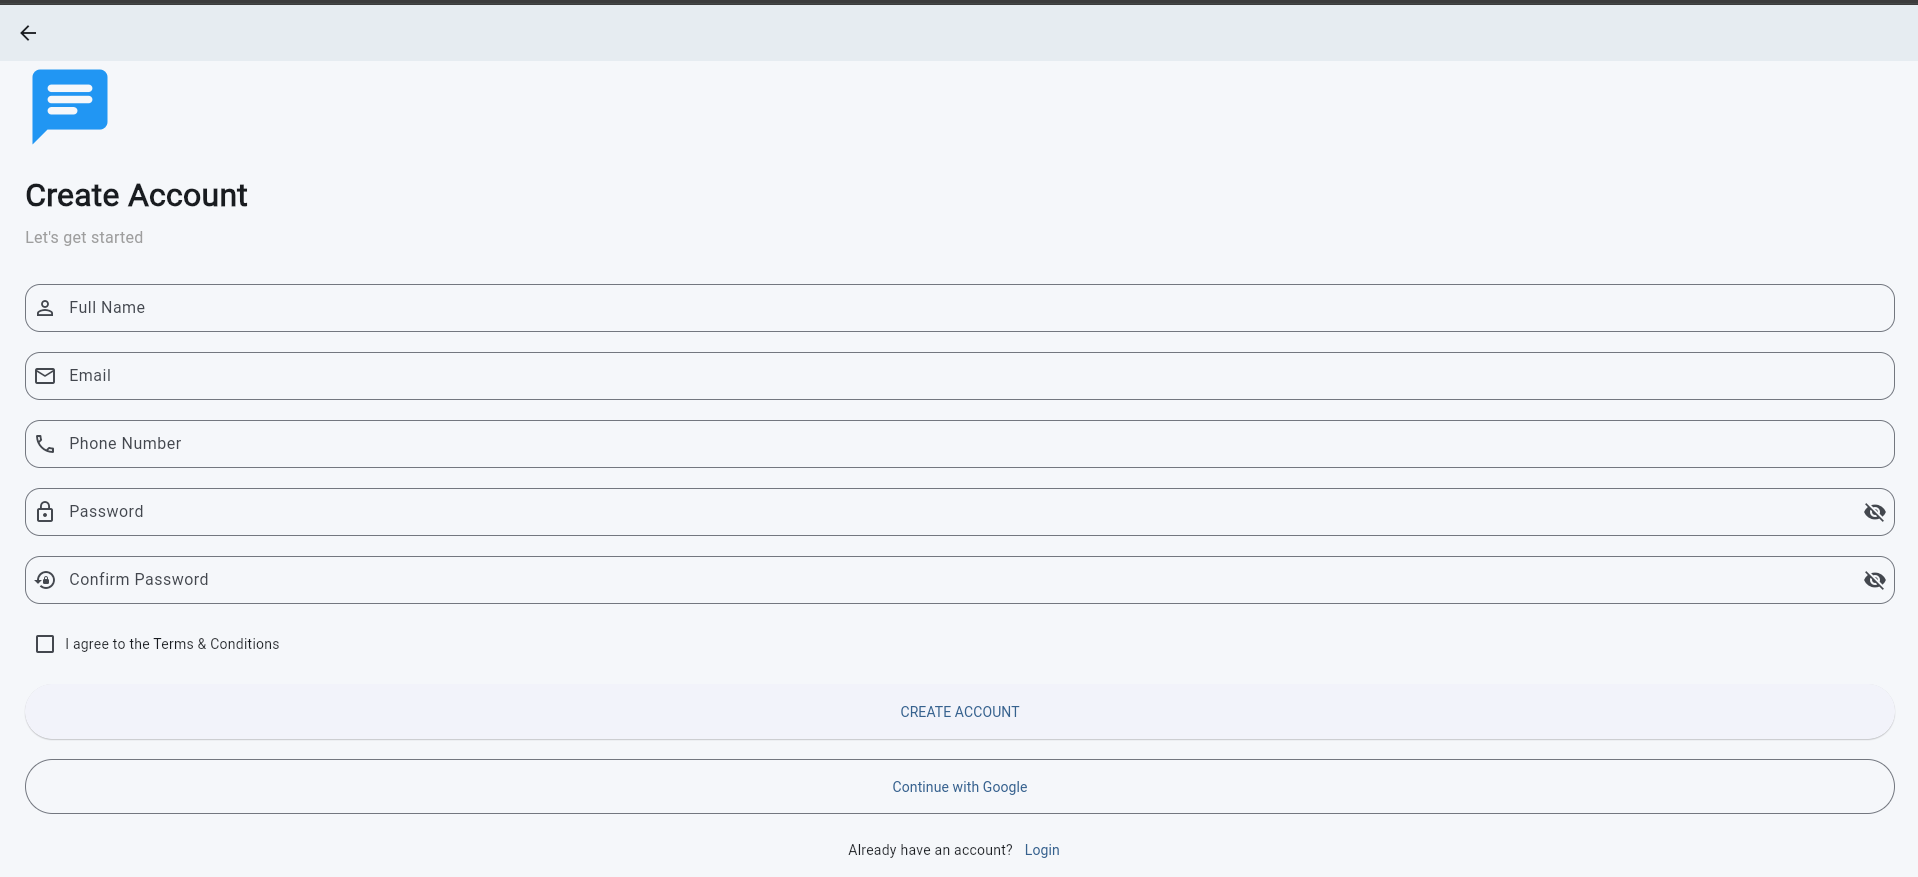 Create Account
Let's get started
Full Name
Email
Phone Number
Password
Confirm Password
I agree to the Terms & Conditions
CREATE ACCOUNT
Continue with Google
Already have an account? Login